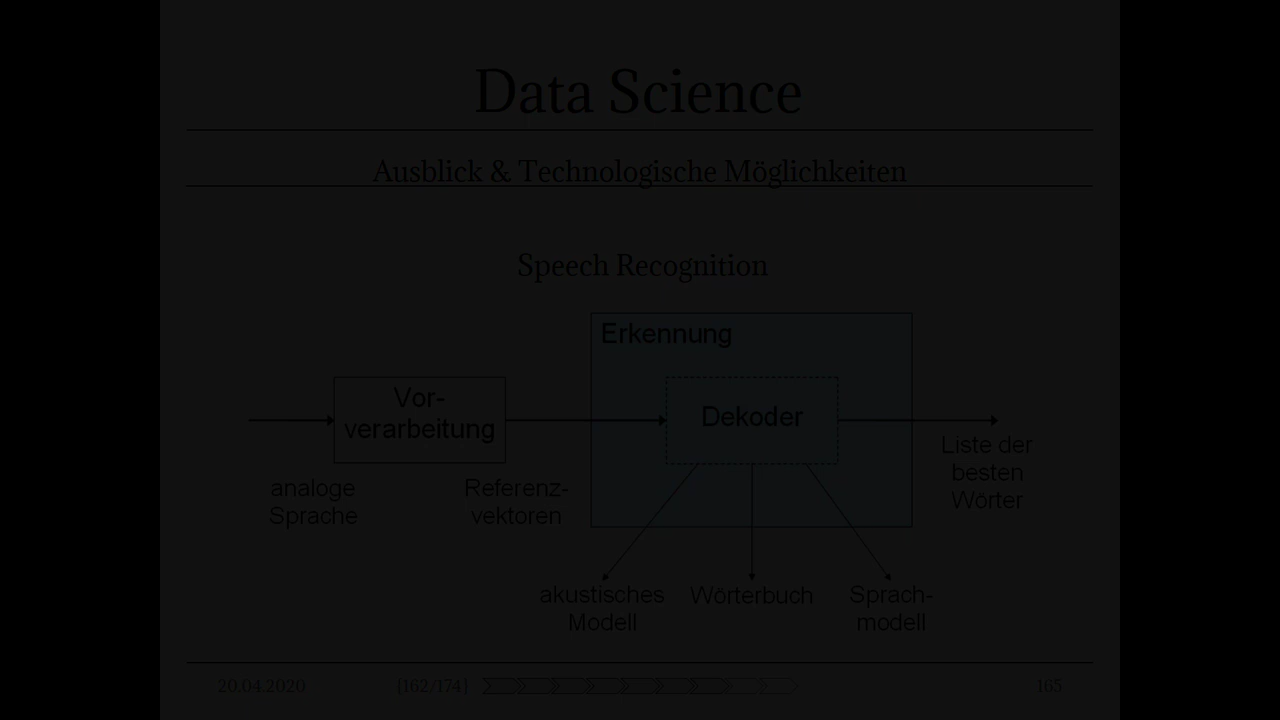 Data Science
Ausblick & Technologische Möglichkeiten
Speech Recognition
Erkennung
Vor-
verarbeitung
Dekoder
analoge
Sprache
Referenz-
vektoren
Liste der
besten
Wörter
akustisches
Modell
Wörterbuch
Sprach-
modell
20.04.2020
[162/174]
165